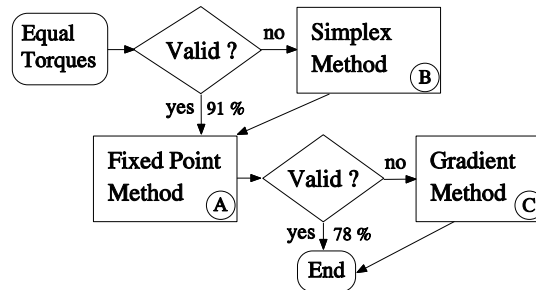 Equal
Torques
Valid ?
no
Simplex
Method
B
yes 91 %
Fixed Point
Method
A
Valid ?
no
Gradient
Method
C
yes 78 %
End